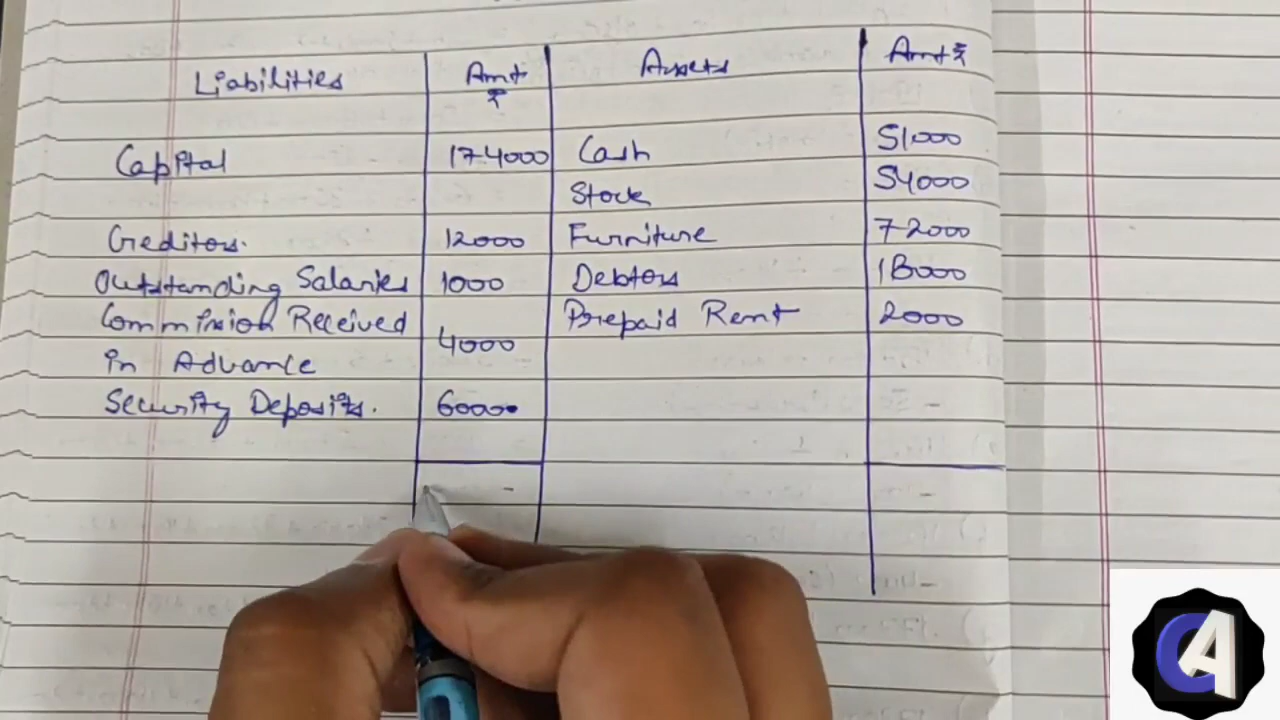 Liabilities Amt ₹ Assets Amt ₹
Capital 174000 Cash 51000
Stock 54000
Creditors. 12000 Furniture 72000
Outstanding Salaries 1000 Debtors 18000
Commission Received Prepaid Rent 2000
in Advance 4000
Security Deposits. 6000
CA